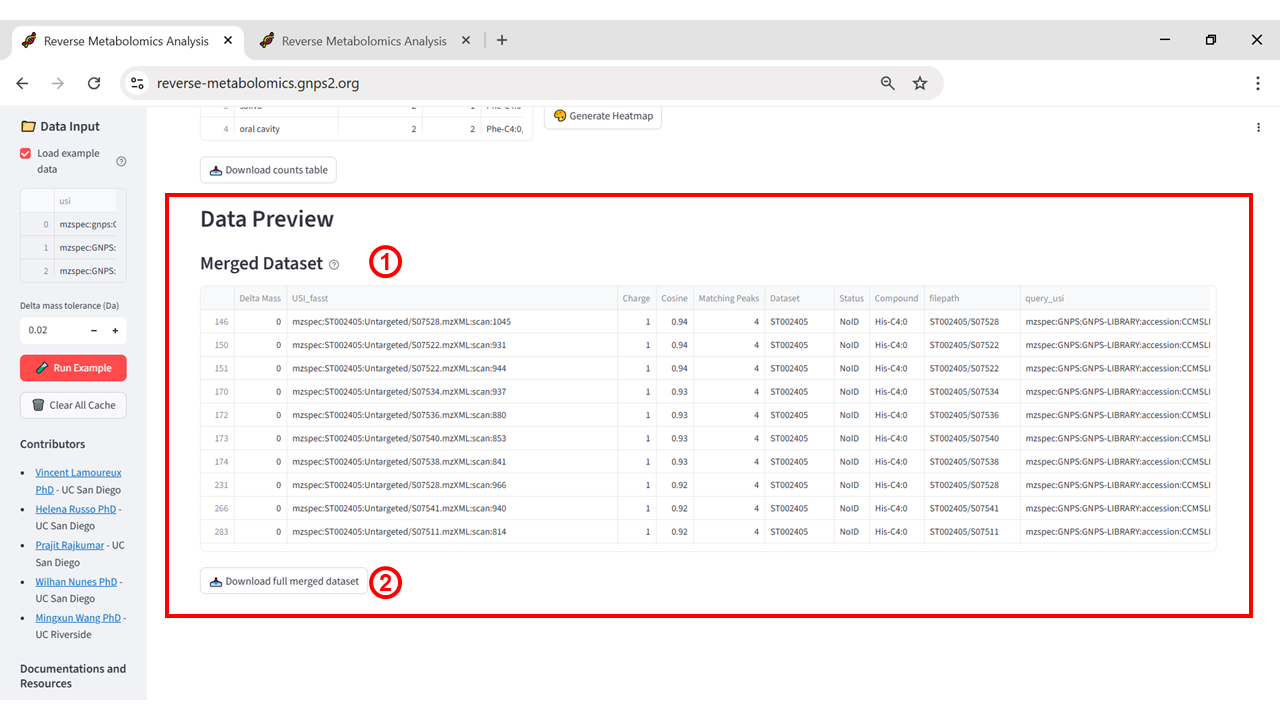 Reverse Metabolomics Analysis
Reverse Metabolomics Analysis
reverse-metabolomics.gnps2.org
Data Input
Load example data
usi
0 mzspec:gnps:
1 mzspec:GNPS:
2 mzspec:GNPS:
Delta mass tolerance (Da)
0.02 - +
Run Example
Clear All Cache
Contributors
• Vincent Lamoureux
PhD - UC San Diego
• Helena Russo PhD -
UC San Diego
• Prajit Rajkumar - UC
San Diego
• Wilhan Nunes PhD -
UC San Diego
• Mingxun Wang PhD -
UC Riverside
Documentations and
Resources
4 oral cavity 2 2 Phe-C4:0,
Generate Heatmap
Download counts table
Data Preview
Merged Dataset
1
Delta Mass USI_fasst Charge Cosine Matching Peaks Dataset Status Compound filepath query_usi
146 0 mzspec:ST002405:Untargeted/S07528.mzXML:scan:1045 1 0.94 4 ST002405 NoID His-C4:0 ST002405/S07528 mzspec:GNPS:GNPS-LIBRARY:accession:CCMSLI
150 0 mzspec:ST002405:Untargeted/S07522.mzXML:scan:931 1 0.94 4 ST002405 NoID His-C4:0 ST002405/S07522 mzspec:GNPS:GNPS-LIBRARY:accession:CCMSLI
151 0 mzspec:ST002405:Untargeted/S07522.mzXML:scan:944 1 0.94 4 ST002405 NoID His-C4:0 ST002405/S07522 mzspec:GNPS:GNPS-LIBRARY:accession:CCMSLI
170 0 mzspec:ST002405:Untargeted/S07534.mzXML:scan:937 1 0.93 4 ST002405 NoID His-C4:0 ST002405/S07534 mzspec:GNPS:GNPS-LIBRARY:accession:CCMSLI
172 0 mzspec:ST002405:Untargeted/S07536.mzXML:scan:880 1 0.93 4 ST002405 NoID His-C4:0 ST002405/S07536 mzspec:GNPS:GNPS-LIBRARY:accession:CCMSLI
173 0 mzspec:ST002405:Untargeted/S07540.mzXML:scan:853 1 0.93 4 ST002405 NoID His-C4:0 ST002405/S07540 mzspec:GNPS:GNPS-LIBRARY:accession:CCMSLI
174 0 mzspec:ST002405:Untargeted/S07538.mzXML:scan:841 1 0.93 4 ST002405 NoID His-C4:0 ST002405/S07538 mzspec:GNPS:GNPS-LIBRARY:accession:CCMSLI
231 0 mzspec:ST002405:Untargeted/S07528.mzXML:scan:966 1 0.92 4 ST002405 NoID His-C4:0 ST002405/S07528 mzspec:GNPS:GNPS-LIBRARY:accession:CCMSLI
266 0 mzspec:ST002405:Untargeted/S07541.mzXML:scan:940 1 0.92 4 ST002405 NoID His-C4:0 ST002405/S07541 mzspec:GNPS:GNPS-LIBRARY:accession:CCMSLI
283 0 mzspec:ST002405:Untargeted/S07511.mzXML:scan:814 1 0.92 4 ST002405 NoID His-C4:0 ST002405/S07511 mzspec:GNPS:GNPS-LIBRARY:accession:CCMSLI
Download full merged dataset
2